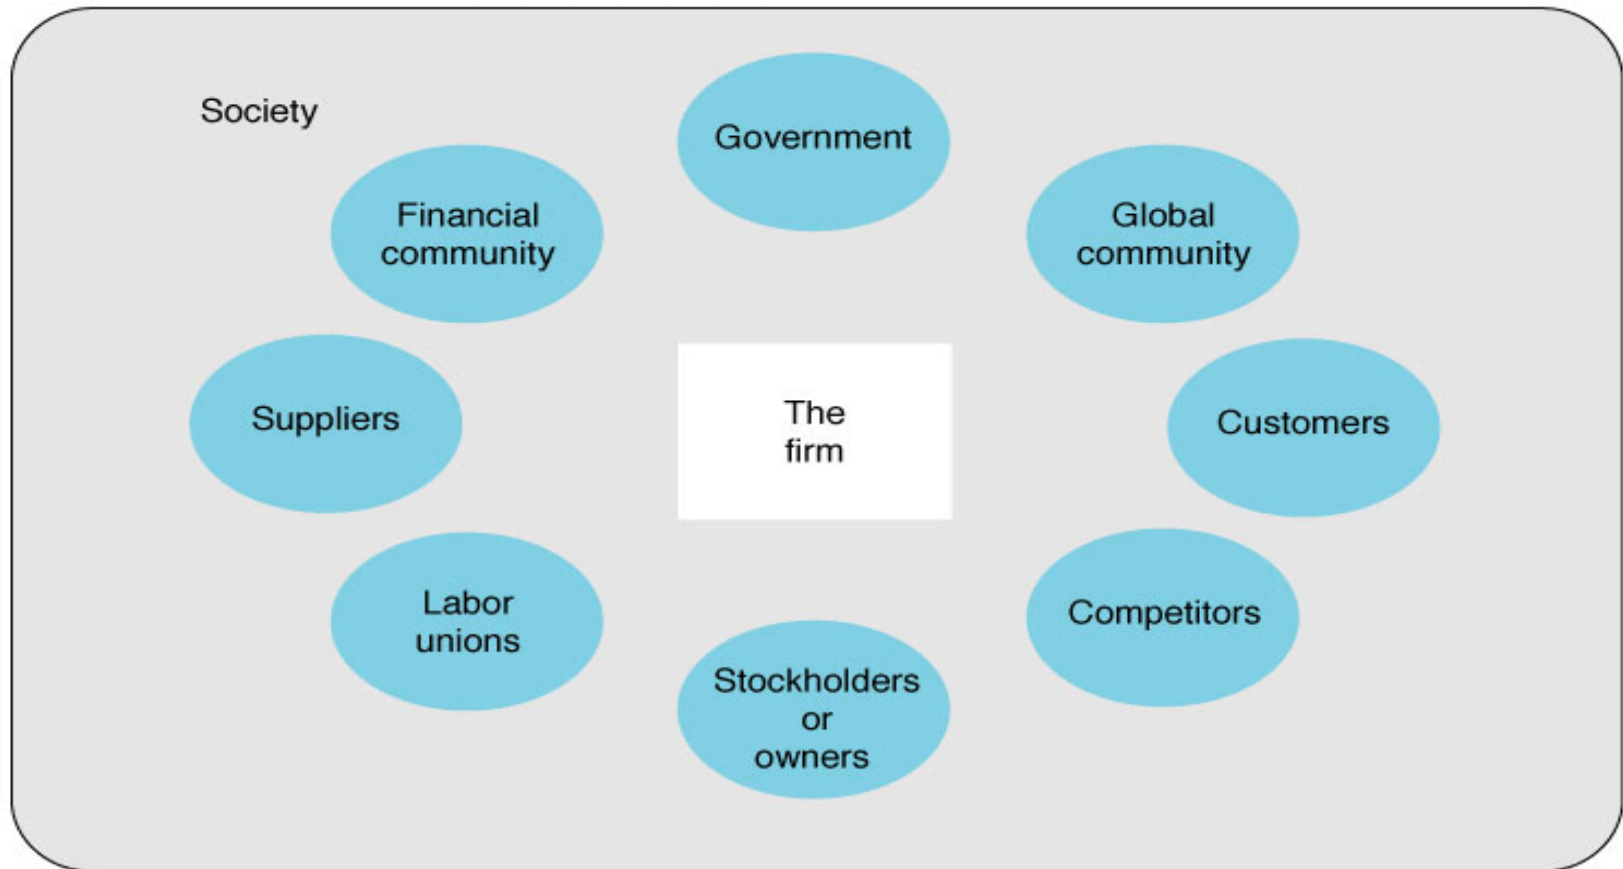 Society
Government
Financial
community
Global
community
Suppliers
The
firm
Customers
Labor
unions
Competitors
Stockholders
or
owners